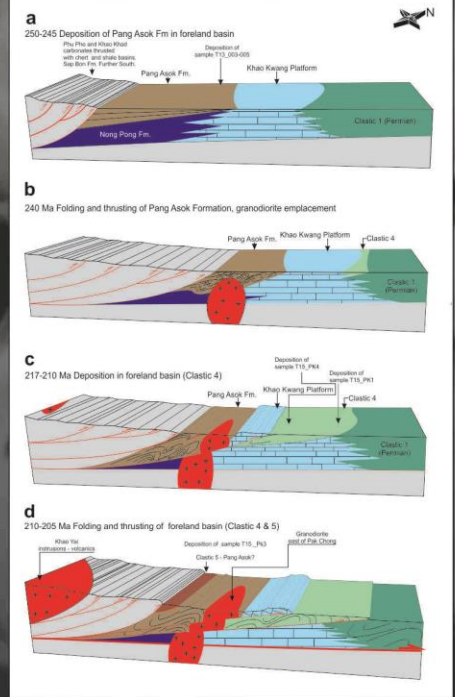 a
N
250-245 Deposition of Pang Asok Fm in foreland basin
Phu Phe and Khao Khad
carbonates thrusted
with chert and shale basins.
Sap Bon Fm. Further South.
Pang Asok Fm.
Deposition of
sample T13_003-005
Khao Kwang Platform
Clastic 1 (Permian)
Nong Pong Fm.
b
240 Ma Folding and thrusting of Pang Asok Formation, granodiorite emplacement
Pang Asok Fm.
Khao Kwang Platform
Clastic 4
Clastic 1
(Permian)
c
217-210 Ma Deposition in foreland basin (Clastic 4)
Deposition of
sample T15_PK4
Deposition of
sample T15_PK1
Pang Asok Fm.
Khao Kwang Platform
Clastic 4
Clastic 1
(Permian)
d
210-205 Ma Folding and thrusting of foreland basin (Clastic 4 & 5)
Khao Yai
instrusions - volcanics
Deposition of sample T15_Pk3
Clastic 5 - Pang Asok?
Granodiorite
east of Pak Chong